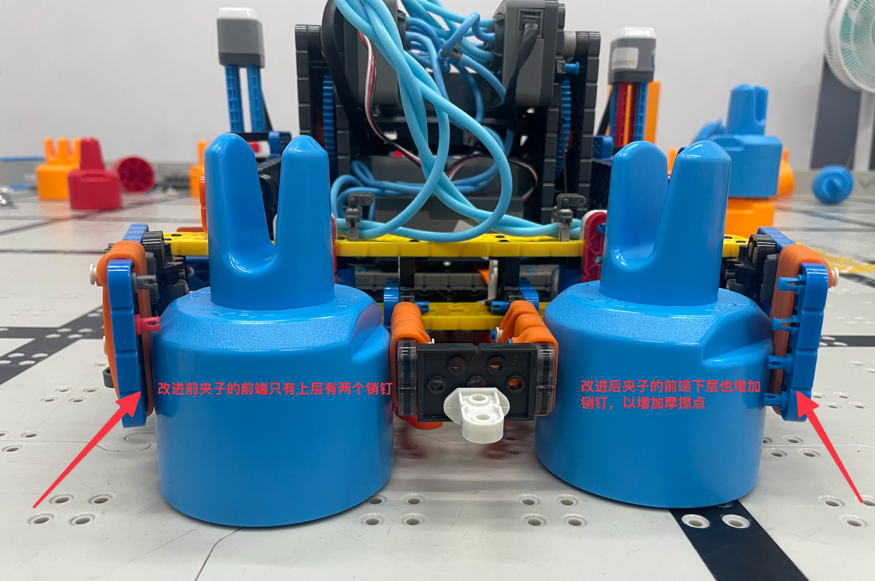 改进前夹子的前端只有上层有两个销钉
改进后夹子的前端下层也增加
销钉，以增加摩擦点